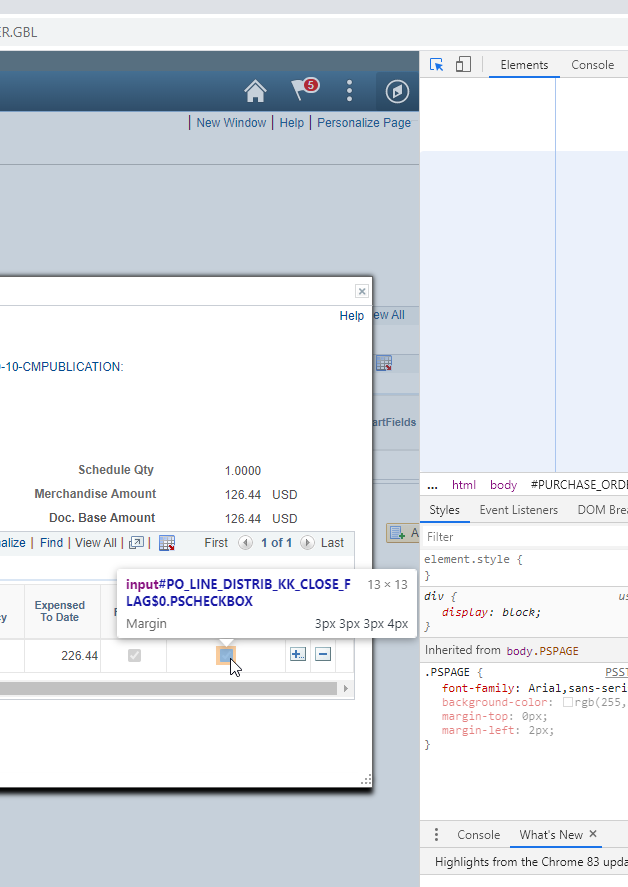 ER.GBL
5
Elements Console
New Window | Help | Personalize Page
Help
ew All
-10-CMPUBLICATION:
artFields
Schedule Qty 1.0000
Merchandise Amount 126.44 USD
Doc. Base Amount 126.44 USD
alize | Find | View All | First 1 of 1 Last
A
input#PO_LINE_DISTRIB_KK_CLOSE_F 13 × 13
LAG$0.PSCHECKBOX
Margin 3px 3px 3px 4px
cy
Expensed
To Date
F
226.44
... html body #PURCHASE_ORD
Styles Event Listeners DOM Brea
Filter
element.style {
}
div { us
display: block;
}
Inherited from body.PSPAGE
.PSPAGE { PSST
font-family: Arial,sans-seri
background-color: rgb(255,
margin-top: 0px;
margin-left: 2px;
}
Console What's New ×
Highlights from the Chrome 83 upda